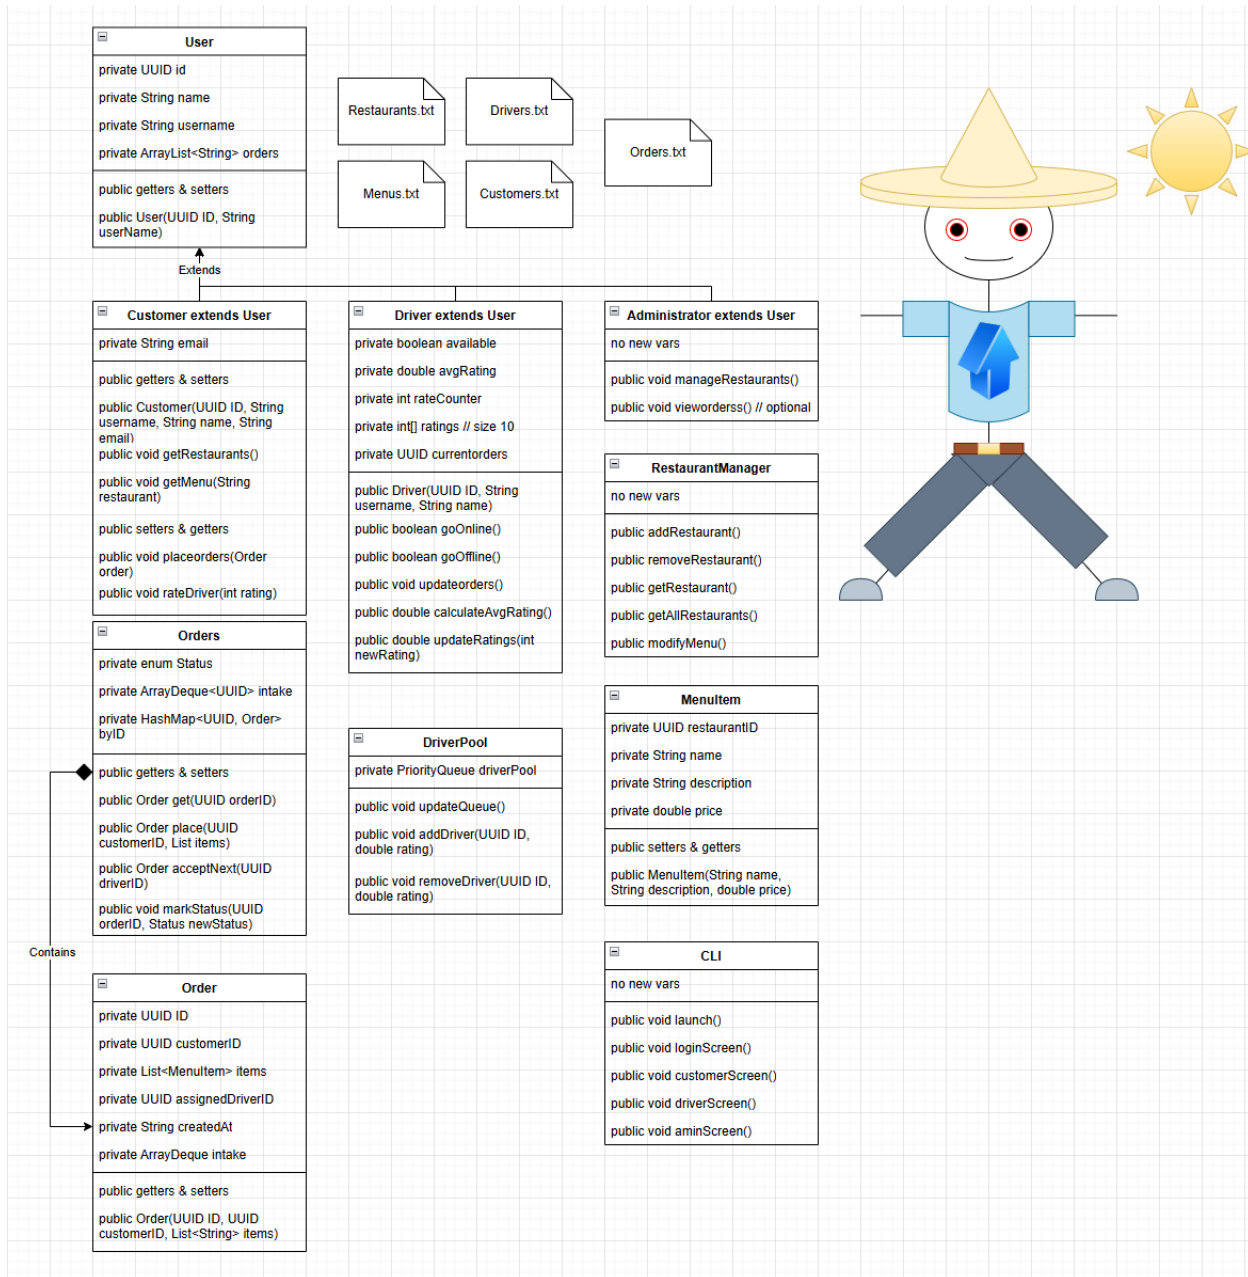 User
private UUID id
private String name
private String username
private ArrayList<String> orders
public getters & setters
public User(UUID ID, String
userName)
Restaurants.txt
Drivers.txt
Orders.txt
Menus.txt
Customers.txt
Extends
Customer extends User
private String email
public getters & setters
public Customer(UUID ID, String
username, String name, String
email)
public void getRestaurants()
public void getMenu(String
restaurant)
public setters & getters
public void placeorders(Order
order)
public void rateDriver(int rating)
Driver extends User
private boolean available
private double avgRating
private int rateCounter
private int[] ratings // size 10
private UUID currentorders
public Driver(UUID ID, String
username, String name)
public boolean goOnline()
public boolean goOffline()
public void updateorders()
public double calculateAvgRating()
public double updateRatings(int
newRating)
Administrator extends User
no new vars
public void manageRestaurants()
public void vieworderss() // optional
RestaurantManager
no new vars
public addRestaurant()
public removeRestaurant()
public getRestaurant()
public getAllRestaurants()
public modifyMenu()
Orders
private enum Status
private ArrayDeque<UUID> intake
private HashMap<UUID, Order>
byID
public getters & setters
public Order get(UUID orderID)
public Order place(UUID
customerID, List items)
public Order acceptNext(UUID
driverID)
public void markStatus(UUID
orderID, Status newStatus)
DriverPool
private PriorityQueue driverPool
public void updateQueue()
public void addDriver(UUID ID,
double rating)
public void removeDriver(UUID ID,
double rating)
MenuItem
private UUID restaurantID
private String name
private String description
private double price
public setters & getters
public MenuItem(String name,
String description, double price)
Contains
Order
private UUID ID
private UUID customerID
private List<MenuItem> items
private UUID assignedDriverID
private String createdAt
private ArrayDeque intake
public getters & setters
public Order(UUID ID, UUID
customerID, List<String> items)
CLI
no new vars
public void launch()
public void loginScreen()
public void customerScreen()
public void driverScreen()
public void aminScreen()